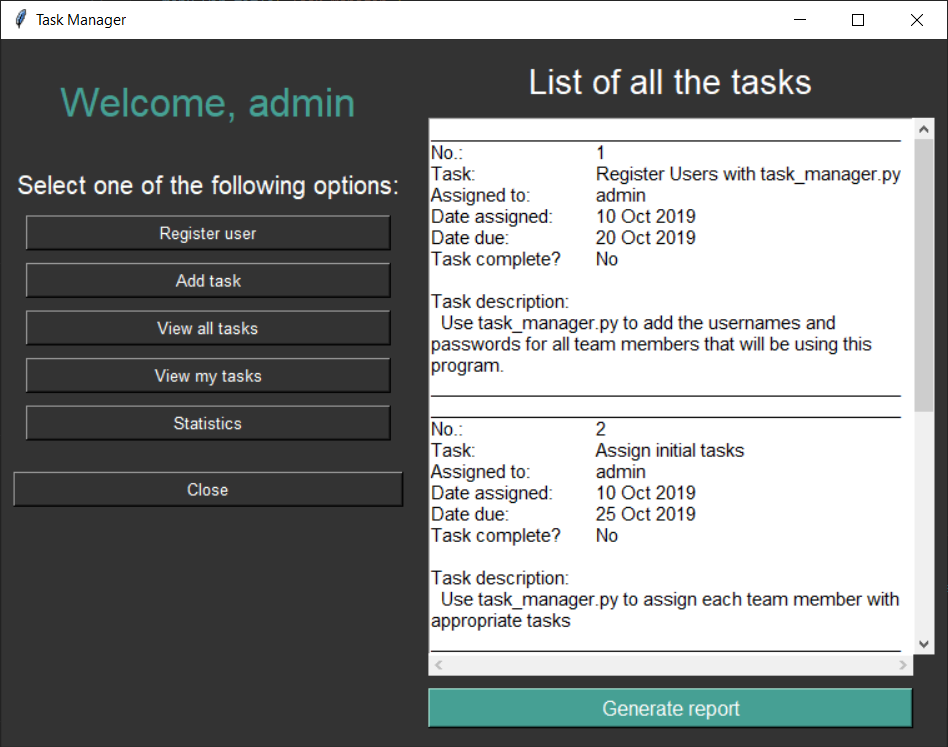 Task Manager
Welcome, admin
Select one of the following options:
Register user
Add task
View all tasks
View my tasks
Statistics
Close
List of all the tasks
No.: 1
Task: Register Users with task_manager.py
Assigned to: admin
Date assigned: 10 Oct 2019
Date due: 20 Oct 2019
Task complete? No
Task description:
Use task_manager.py to add the usernames and
passwords for all team members that will be using this
program.
No.: 2
Task: Assign initial tasks
Assigned to: admin
Date assigned: 10 Oct 2019
Date due: 25 Oct 2019
Task complete? No
Task description:
Use task_manager.py to assign each team member with
appropriate tasks
Generate report